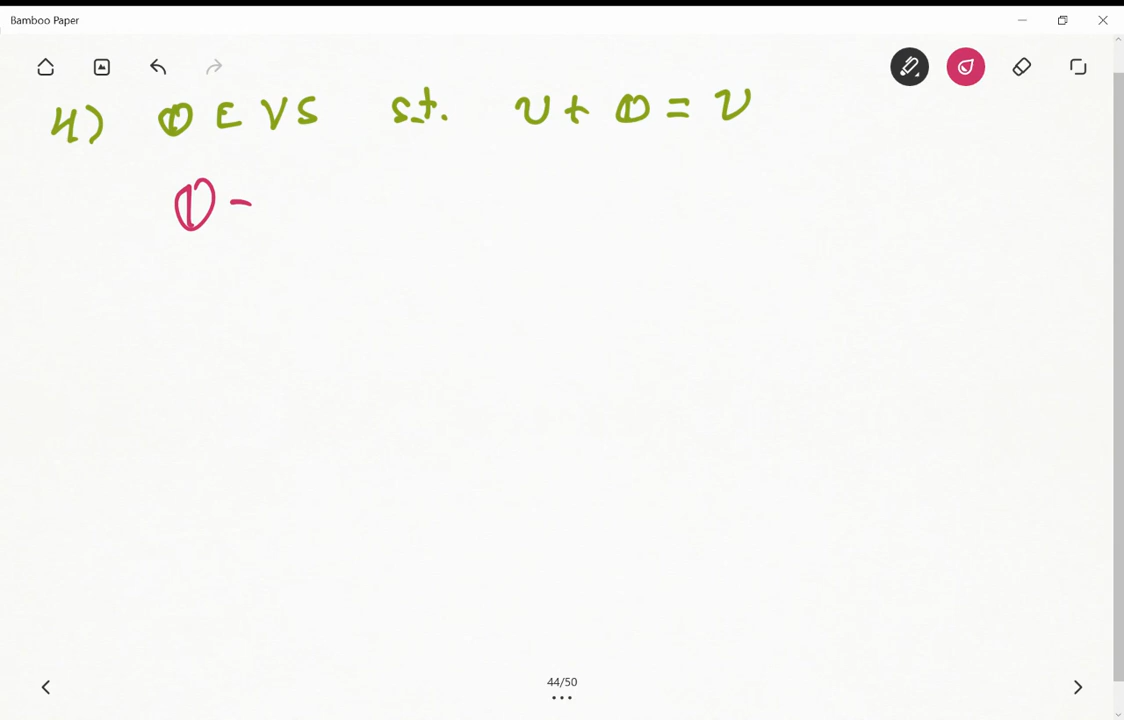 Bamboo Paper
4) 𝟘 ∈ VS s.t. v + 𝟘 = v
𝟘 -
44/50